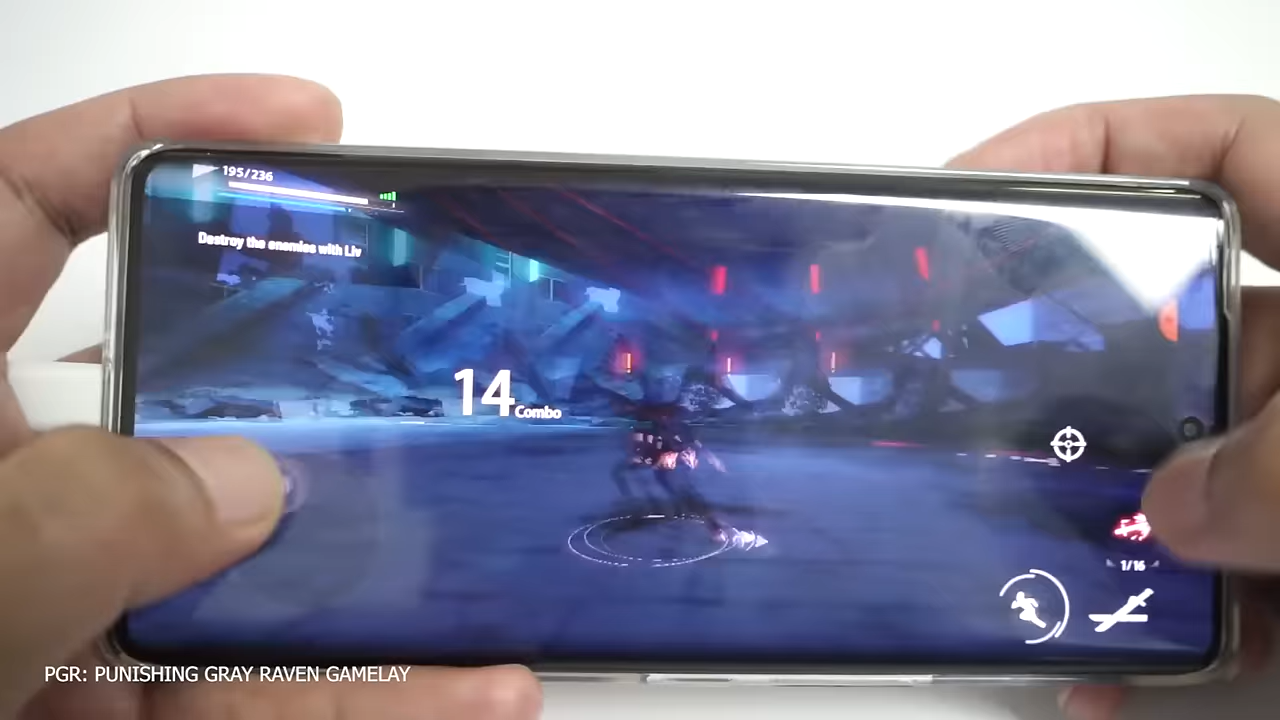 195/236
Destroy the enemies with Liv
14 Combo
1/16
PGR: PUNISHING GRAY RAVEN GAMELAY